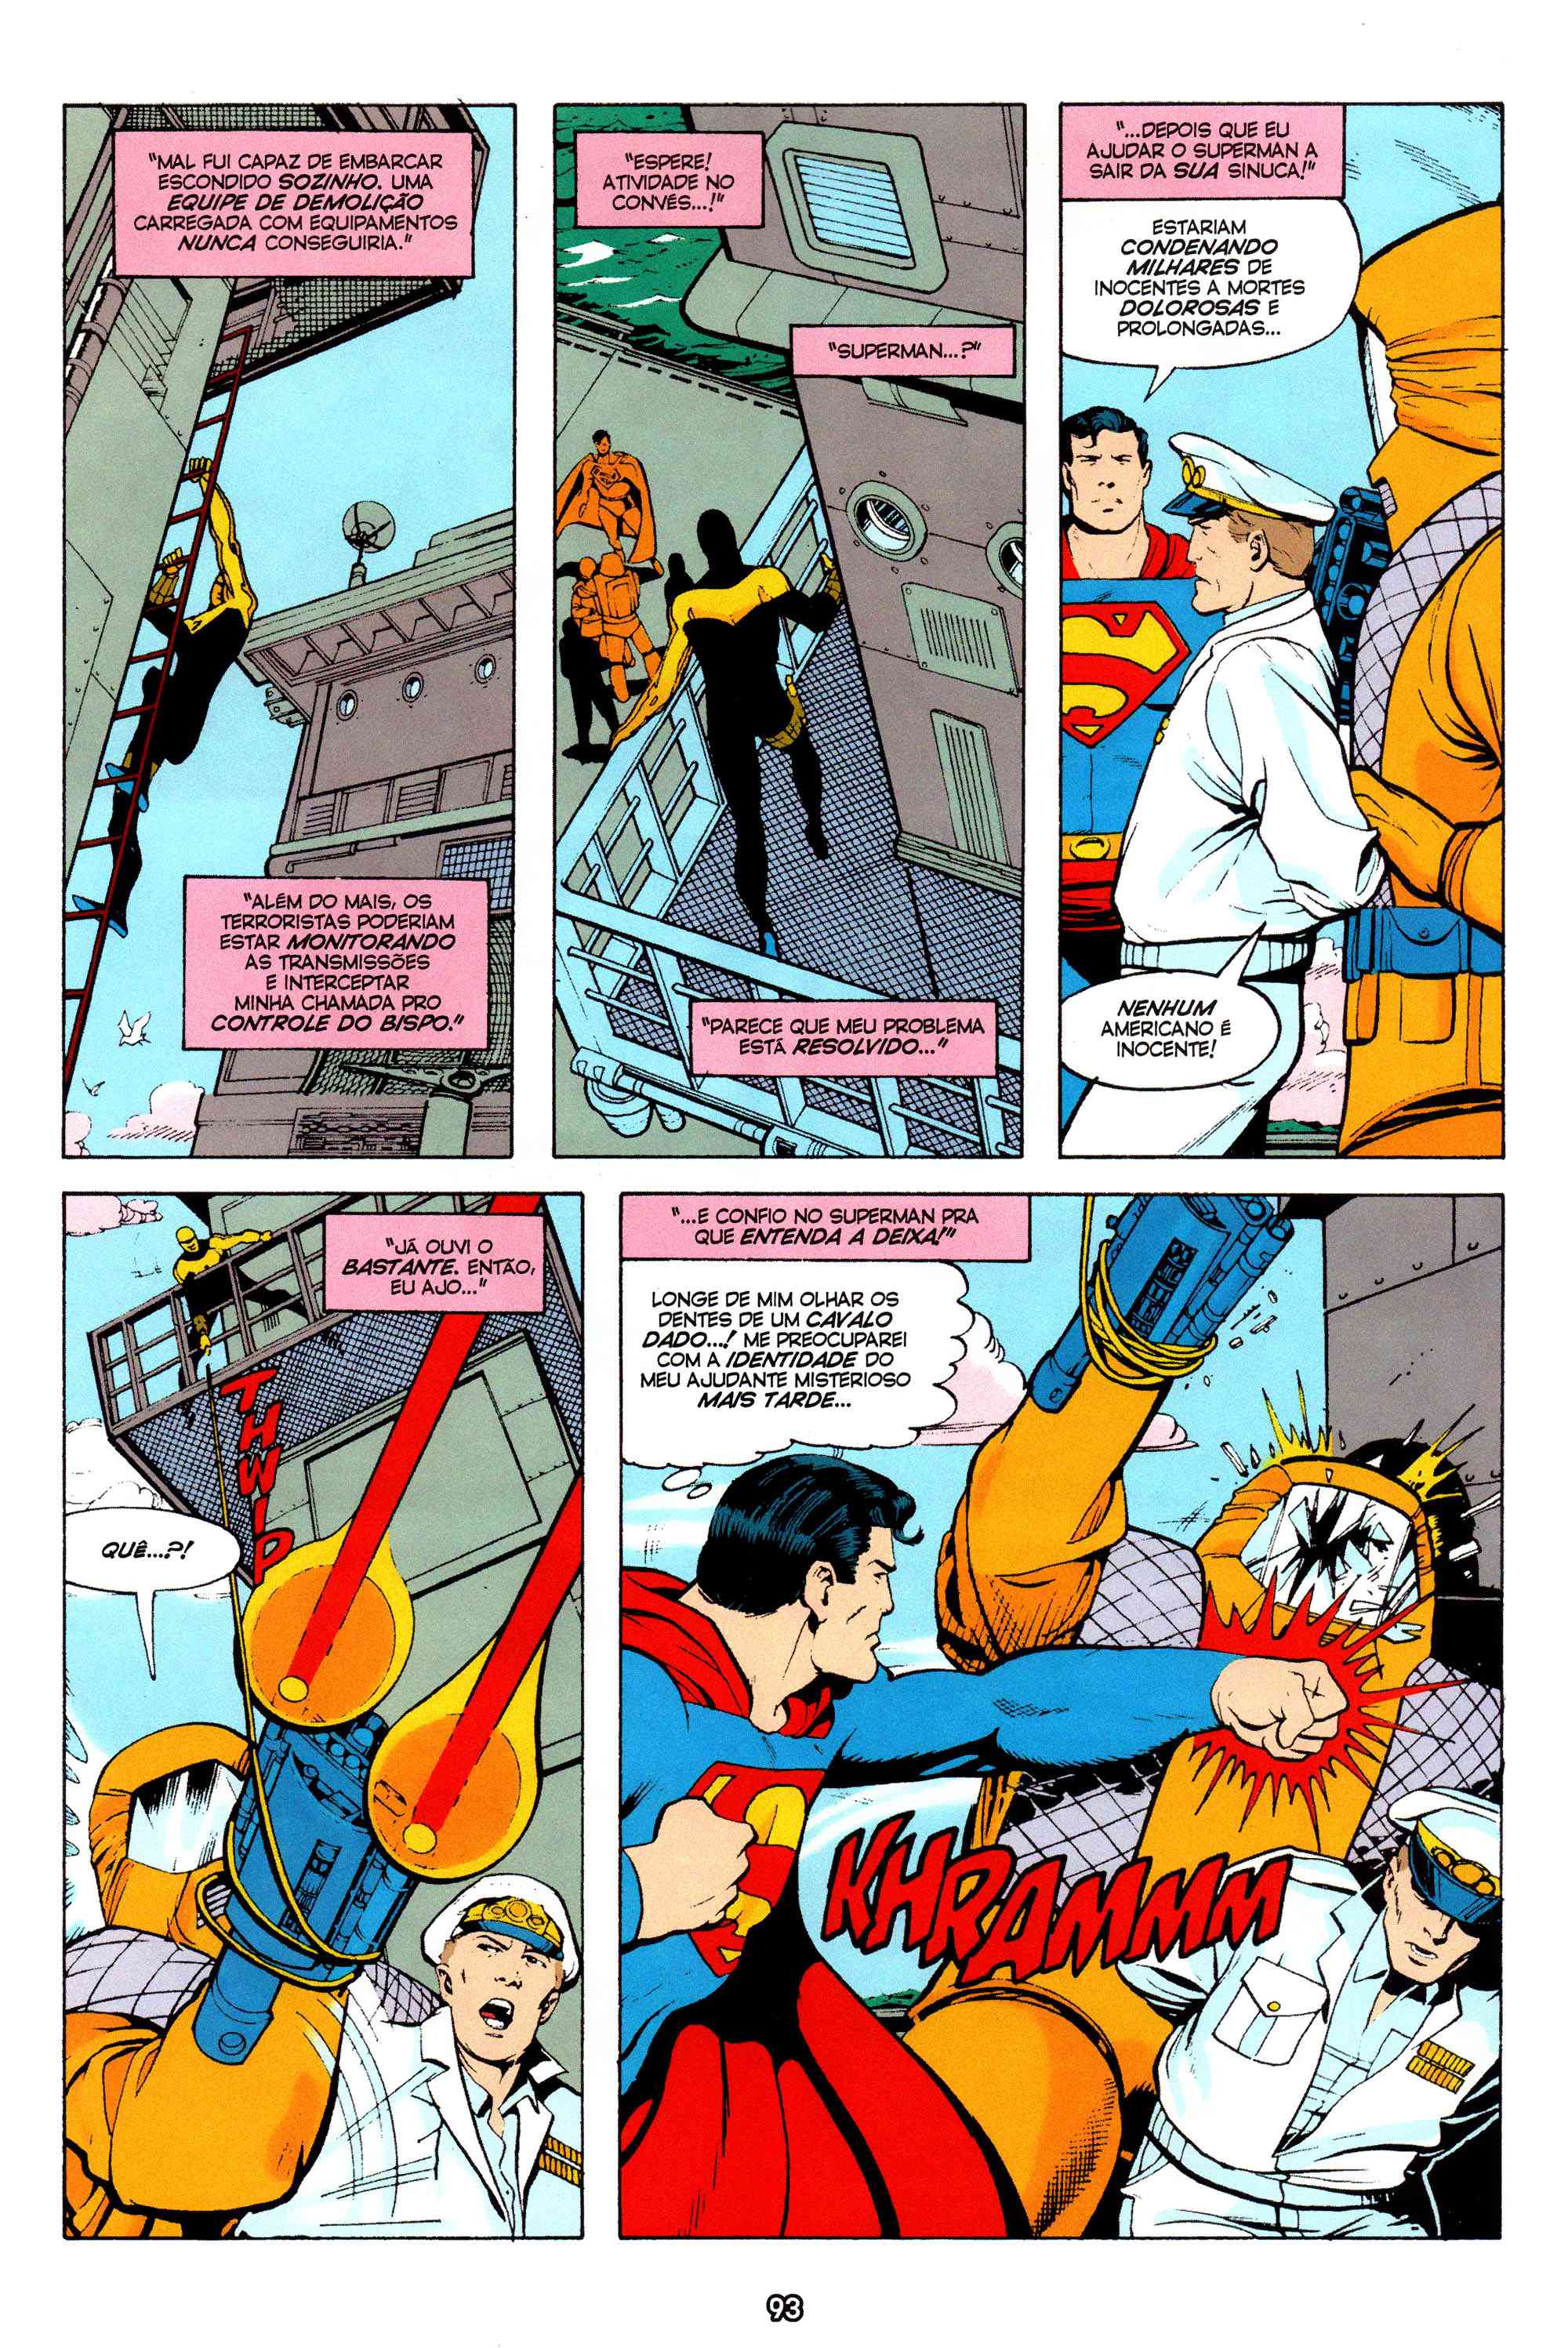 "MAL FUI CAPAZ DE EMBARCAR
ESCONDIDO SOZINHO. UMA
EQUIPE DE DEMOLIÇÃO
CARREGADA COM EQUIPAMENTOS
NUNCA CONSEGUIRIA."
"ALÉM DO MAIS, OS
TERRORISTAS PODERIAM
ESTAR MONITORANDO
AS TRANSMISSÕES
E INTERCEPTAR
MINHA CHAMADA PRO
CONTROLE DO BISPO."
"ESPERE!
ATIVIDADE NO
CONVÉS...!"
"SUPERMAN...?"
"PARECE QUE MEU PROBLEMA
ESTÁ RESOLVIDO..."
"...DEPOIS QUE EU
AJUDAR O SUPERMAN A
SAIR DA SUA SINUCA!"
ESTARIAM
CONDENANDO
MILHARES DE
INOCENTES A MORTES
DOLOROSAS E
PROLONGADAS...
NENHUM
AMERICANO É
INOCENTE!
"JÁ OUVI O
BASTANTE. ENTÃO,
EU AJO..."
THWIP
QUÊ...?!
"...E CONFIO NO SUPERMAN PRA
QUE ENTENDA A DEIXA!"
LONGE DE MIM OLHAR OS
DENTES DE UM CAVALO
DADO...! ME PREOCUPAREI
COM A IDENTIDADE DO
MEU AJUDANTE MISTERIOSO
MAIS TARDE...
KHRAMMM
93